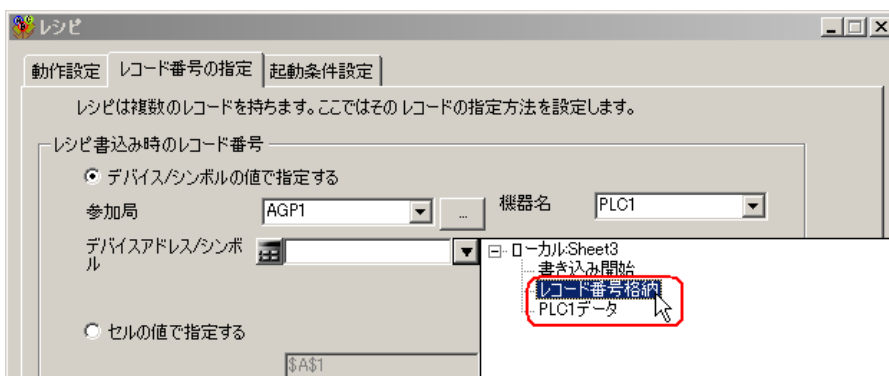 レシピ
動作設定 レコード番号の指定 起動条件設定
レシピは複数のレコードを持ちます。ここではそのレコードの指定方法を設定します。
レシピ書込み時のレコード番号
デバイス/シンボルの値で指定する
参加局 AGP1 ... 機器名 PLC1
デバイスアドレス/シンボ
ル
ローカル:Sheet3
書き込み開始
レコード番号格納
PLC1データ
セルの値で指定する
$A$1